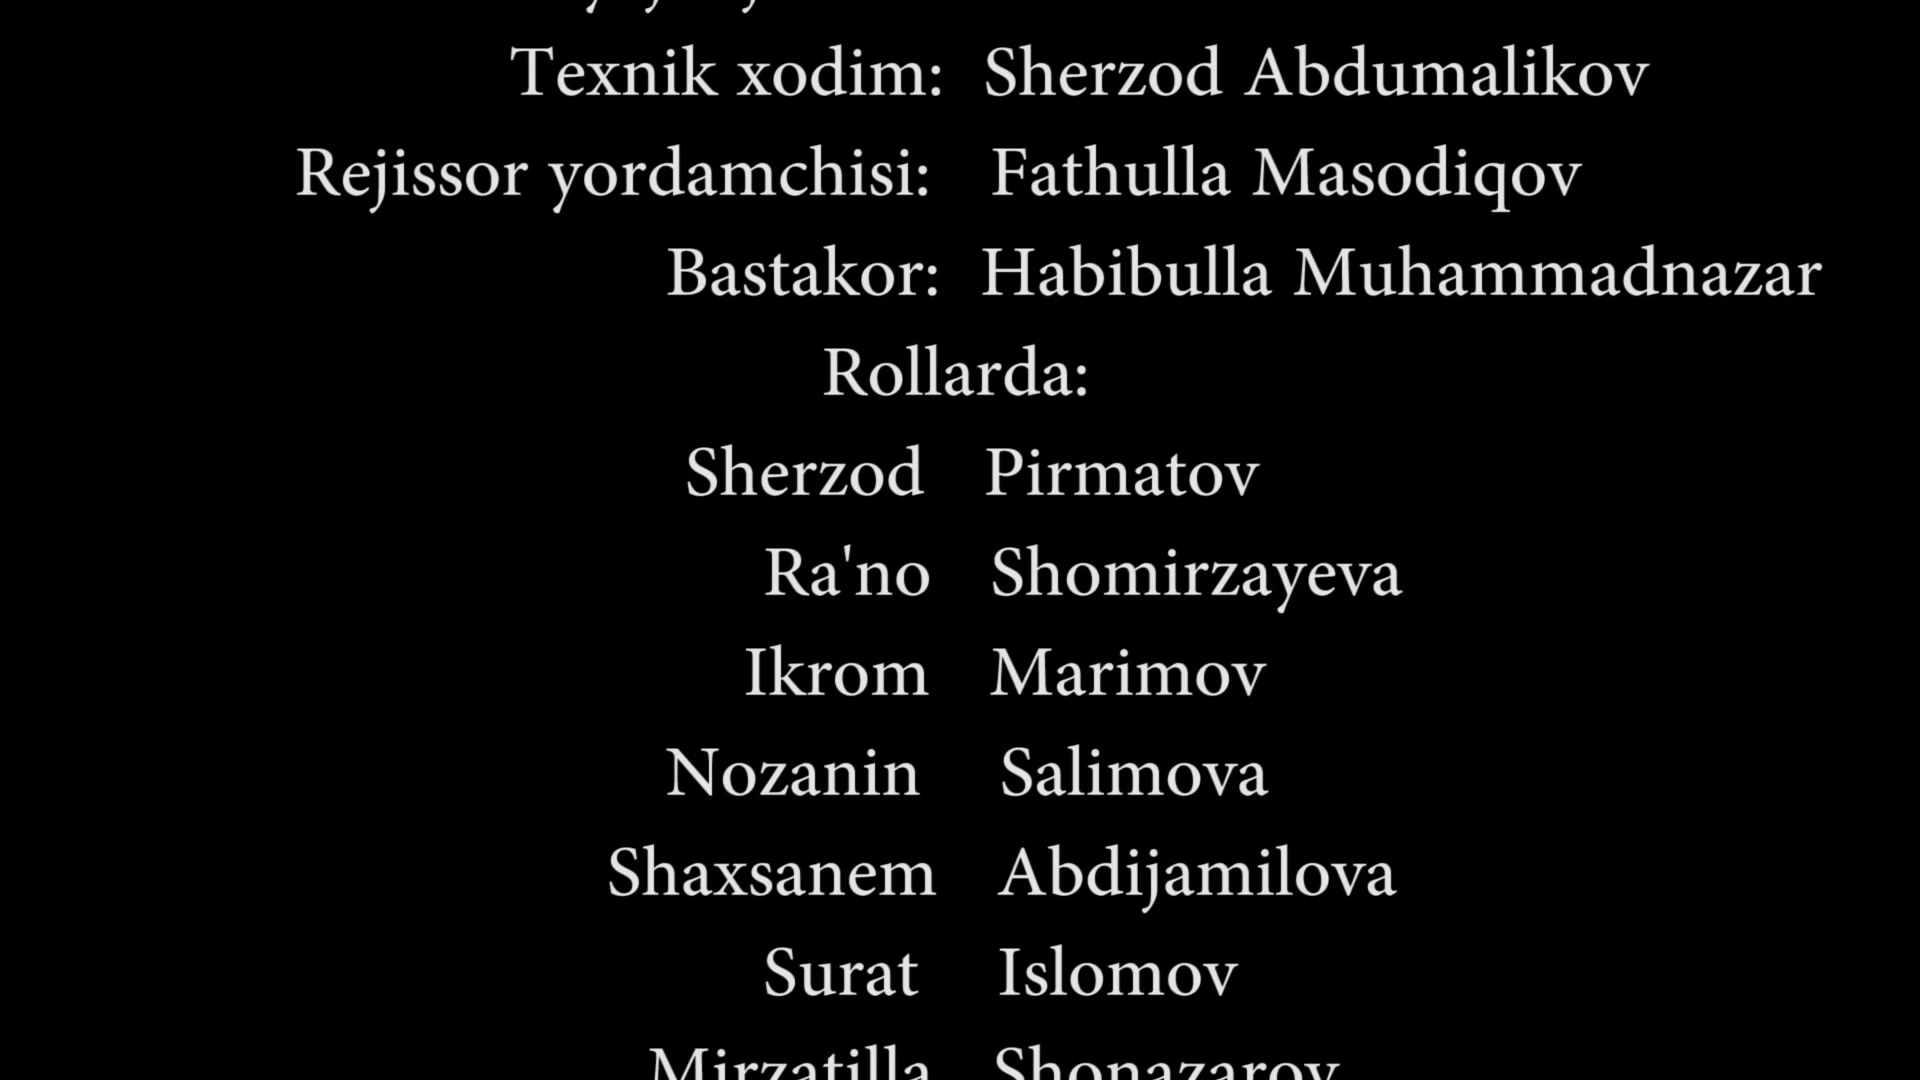 Texnik xodim: Sherzod Abdumalikov
Rejissor yordamchisi: Fathulla Masodiqov
Bastakor: Habibulla Muhammadnazar
Rollarda:
Sherzod Pirmatov
Ra'no Shomirzayeva
Ikrom Marimov
Nozanin Salimova
Shaxsanem Abdijamilova
Surat Islomov
Mirzatilla Shonazarov